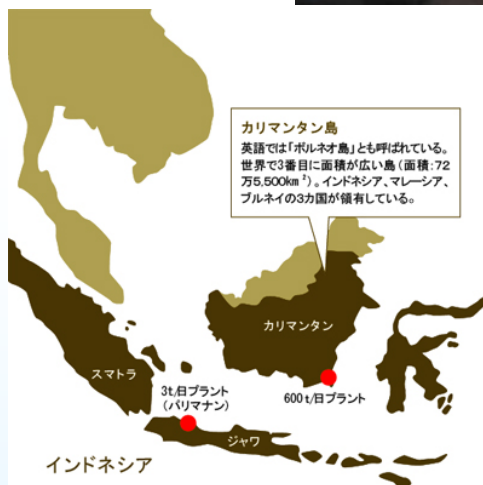 カリマンタン島
英語では「ボルネオ島」とも呼ばれている。
世界で3番目に面積が広い島(面積:72
万5,500km²)。インドネシア、マレーシア、
ブルネイの3カ国が領有している。
カリマンタン
スマトラ
3t/日プラント
(パリマナン)
600t/日プラント
ジャワ
インドネシア